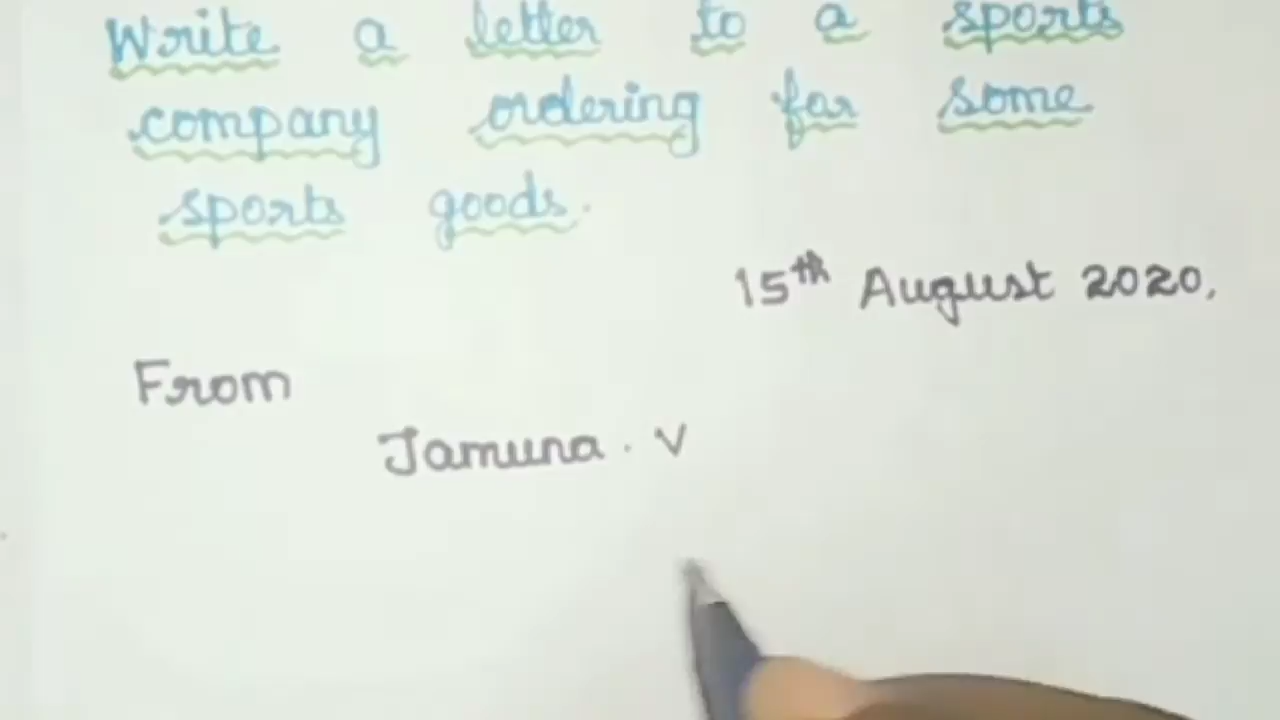 Write a letter to a sports
company ordering for some
sports goods.
15th August 2020,
From
Jamuna. V